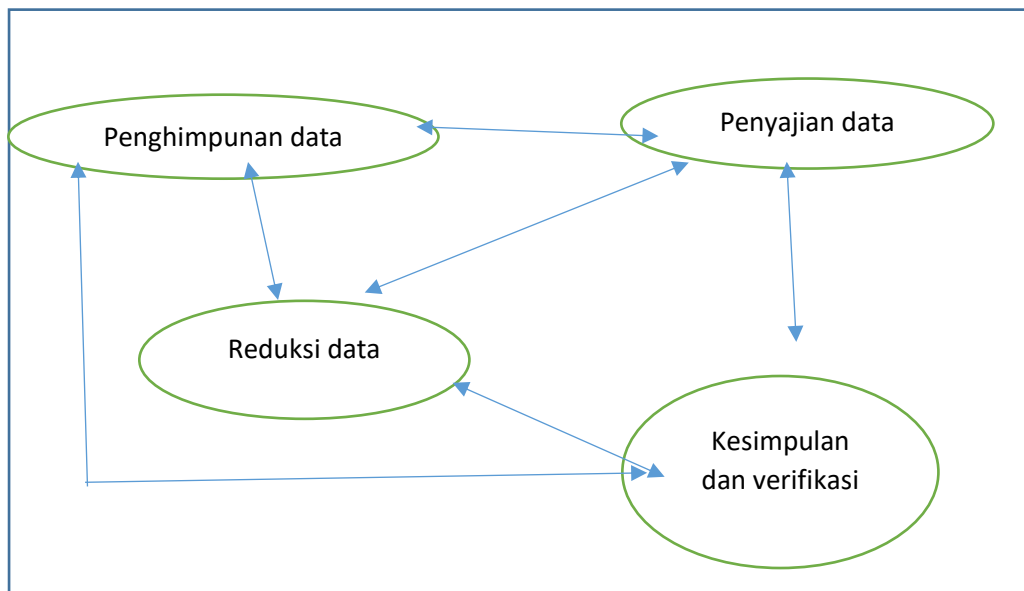 Penghimpunan data
Penyajian data
Reduksi data
Kesimpulan
dan verifikasi